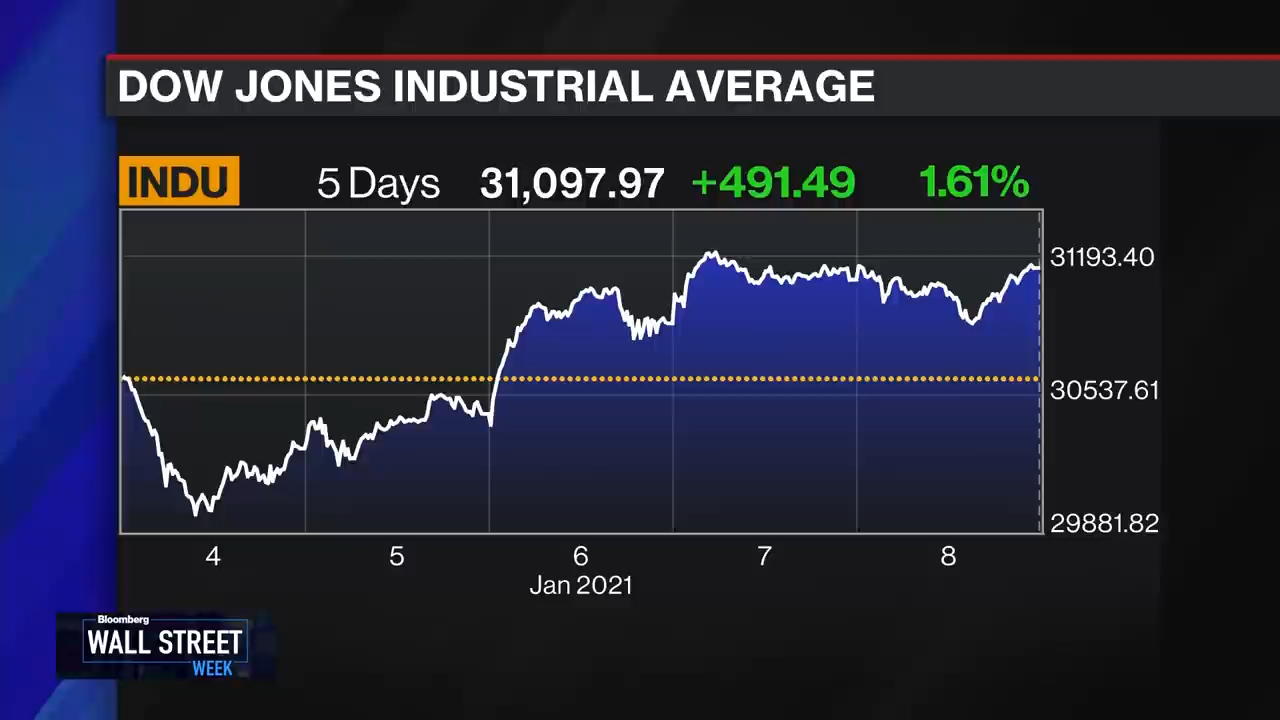 DOW JONES INDUSTRIAL AVERAGE
INDU 5 Days 31,097.97 +491.49 1.61%
31193.40
30537.61
29881.82
4 5 6 7 8
Jan 2021
Bloomberg
WALL STREET
WEEK